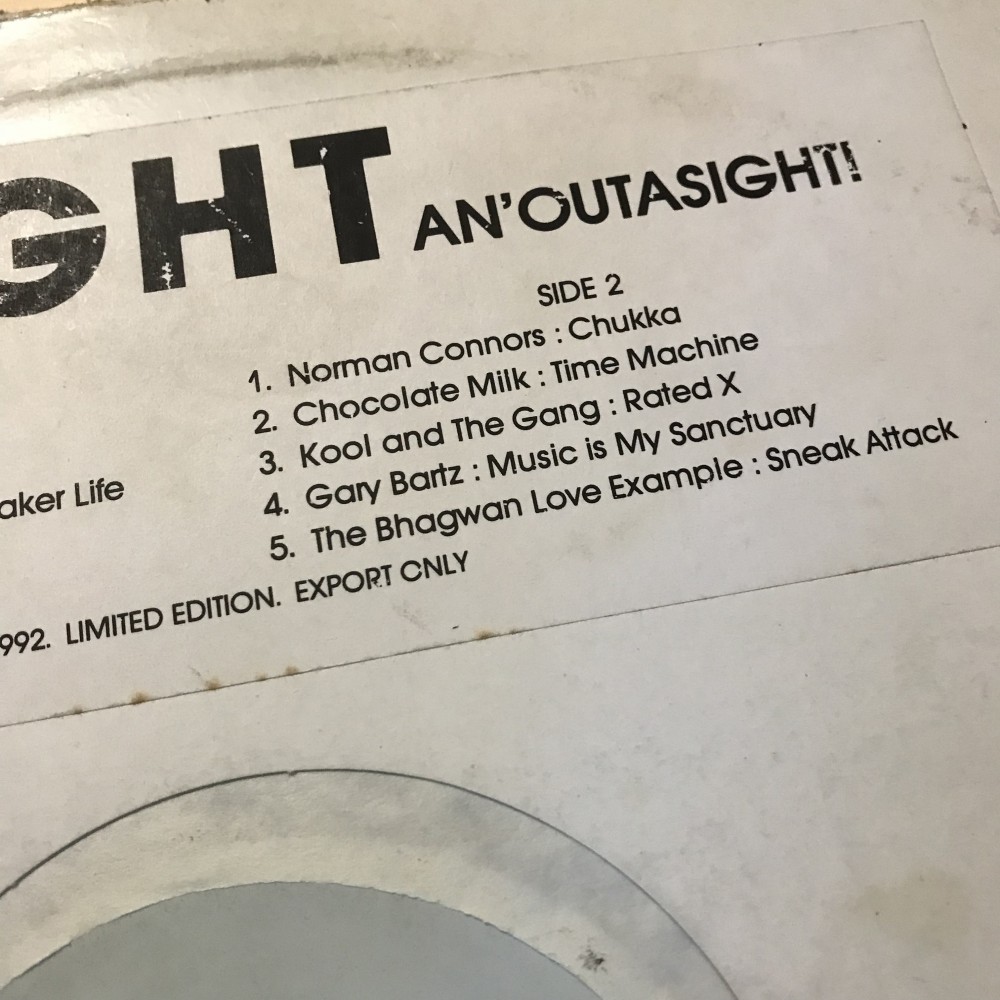 GHT AN'OUTASIGHT!
SIDE 2
1. Norman Connors : Chukka
2. Chocolate Milk : Time Machine
3. Kool and The Gang : Rated X
4. Gary Bartz : Music is My Sanctuary
aker Life
5. The Bhagwan Love Example : Sneak Attack
992. LIMITED EDITION. EXPORT ONLY